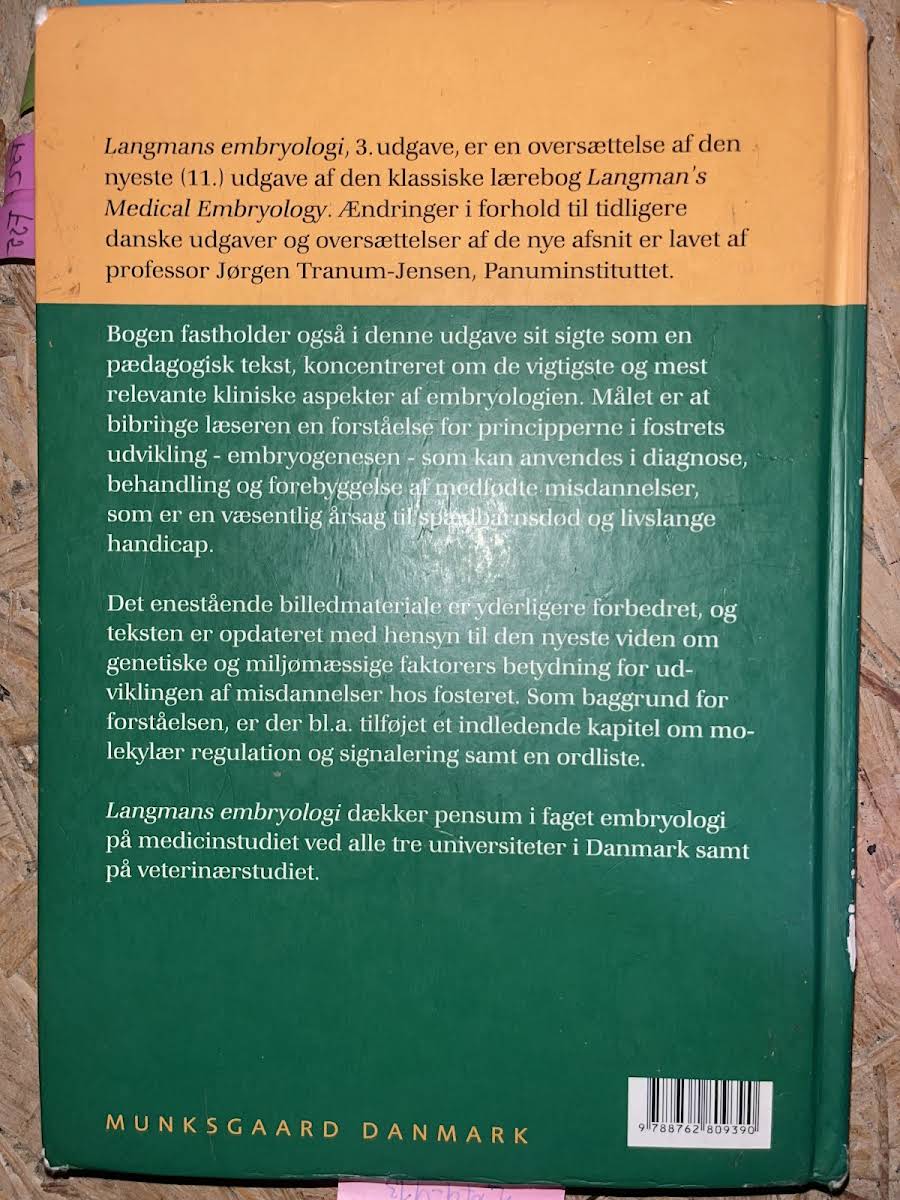 Langmans embryologi, 3. udgave, er en oversættelse af den
nyeste (11.) udgave af den klassiske lærebog Langman's
Medical Embryology. Ændringer i forhold til tidligere
danske udgaver og oversættelser af de nye afsnit er lavet af
professor Jørgen Tranum-Jensen, Panuminstituttet.
Bogen fastholder også i denne udgave sit sigte som en
pædagogisk tekst, koncentreret om de vigtigste og mest
relevante kliniske aspekter af embryologien. Målet er at
bibringe læseren en forståelse for principperne i fostrets
udvikling - embryogenesen - som kan anvendes i diagnose,
behandling og forebyggelse af medfødte misdannelser,
som er en væsentlig årsag til spædbarnsdød og livslange
handicap.
Det enestående billedmateriale er yderligere forbedret, og
teksten er opdateret med hensyn til den nyeste viden om
genetiske og miljømæssige faktorers betydning for ud-
viklingen af misdannelser hos fosteret. Som baggrund for
forståelsen, er der bl.a. tilføjet et indledende kapitel om mo-
lekylær regulation og signalering samt en ordliste.
Langmans embryologi dækker pensum i faget embryologi
på medicinstudiet ved alle tre universiteter i Danmark samt
på veterinærstudiet.
MUNKSGAARD DANMARK
9 788762 809390